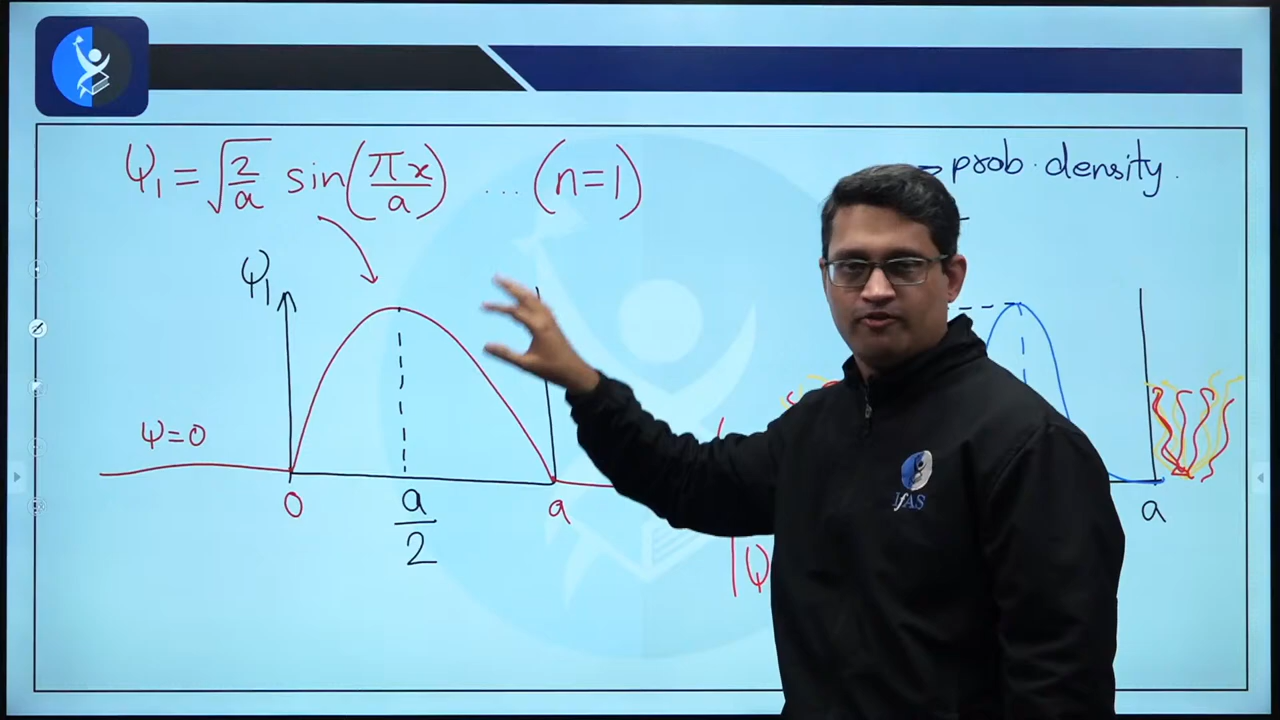 Ψ₁ = √(2/a) sin(πx/a) ... (n=1)
prob. density.
Ψ₁
Ψ=0
0
a/2
a
|Ψ
a
IfAS